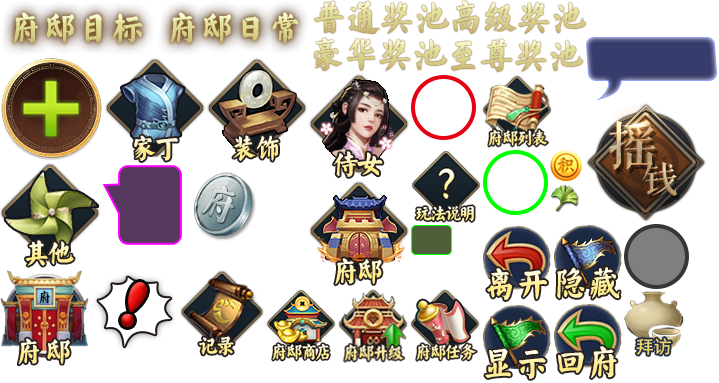 府邸目标 府邸日常
普通奖池高级奖池
豪华奖池至尊奖池
家丁
装饰
侍女
府邸列表
摇钱
其他
府
?
玩法说明
积
府邸
离开
隐藏
府
府邸
!
记录
府邸商店
府邸升级
府邸任务
显示
回府
拜访